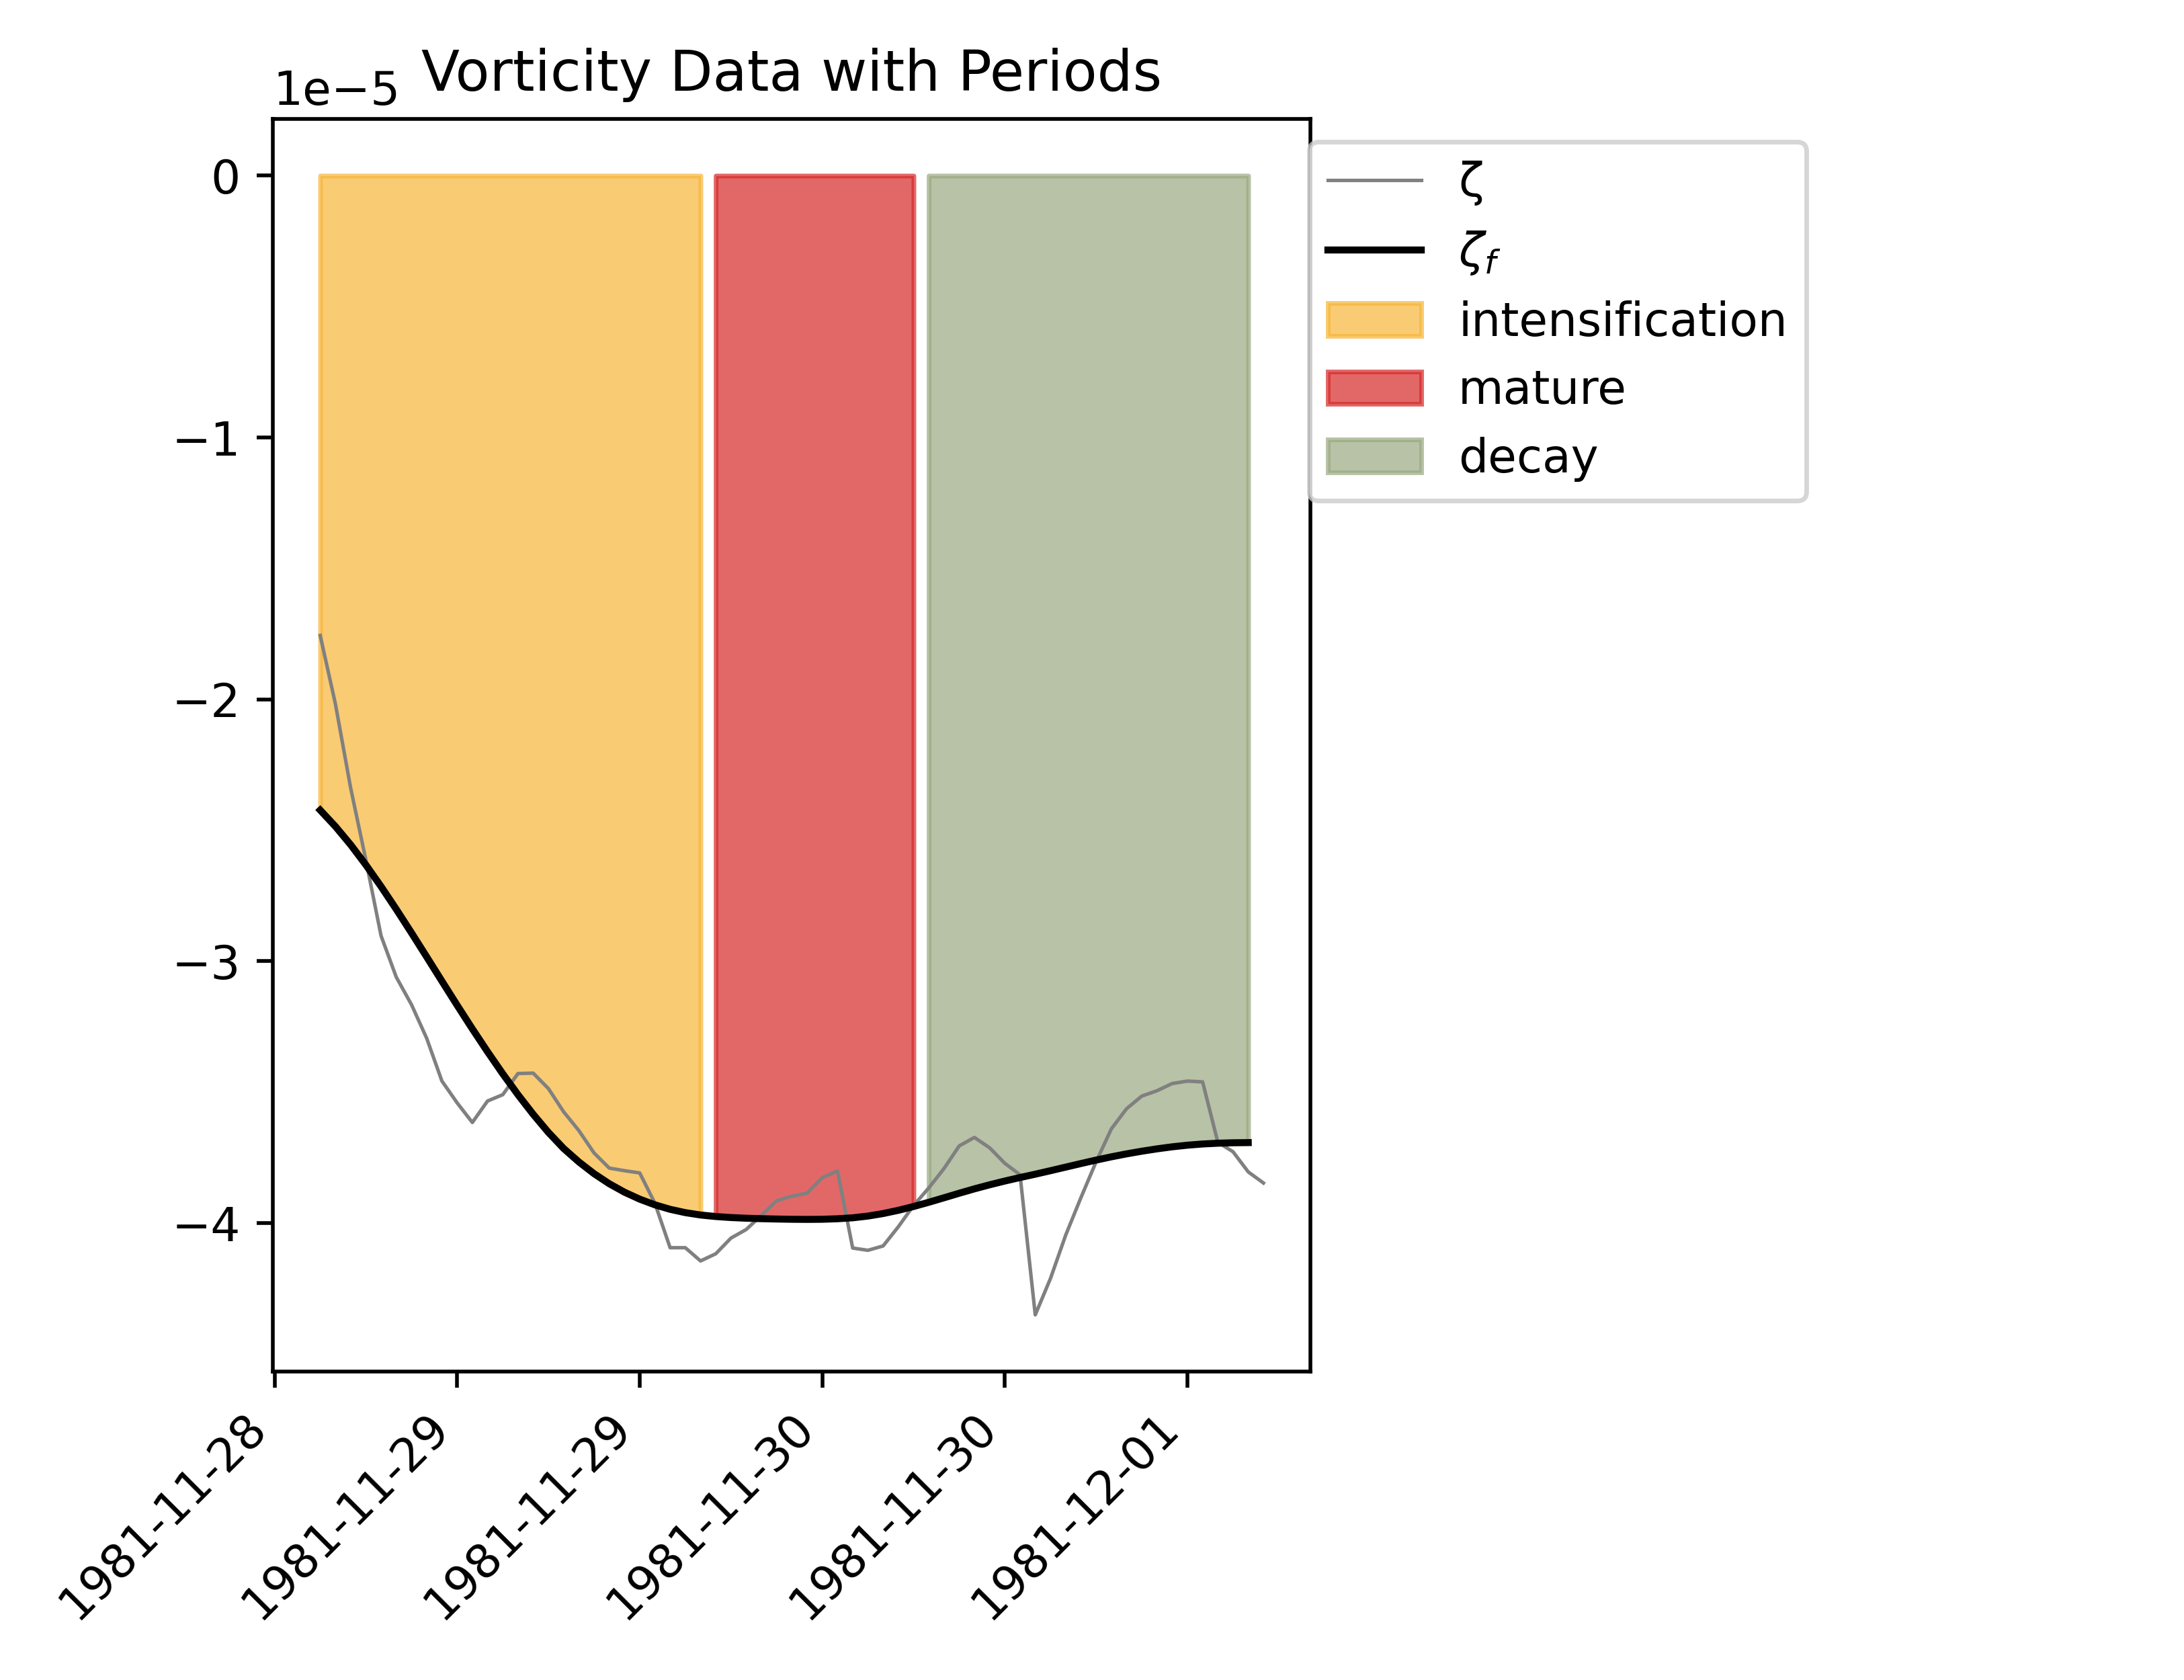 Vorticity Data with Periods
1e−5
0
−1
−2
−3
−4
ζ
ζf
intensification
mature
decay
1981-11-28
1981-11-29
1981-11-29
1981-11-30
1981-11-30
1981-12-01